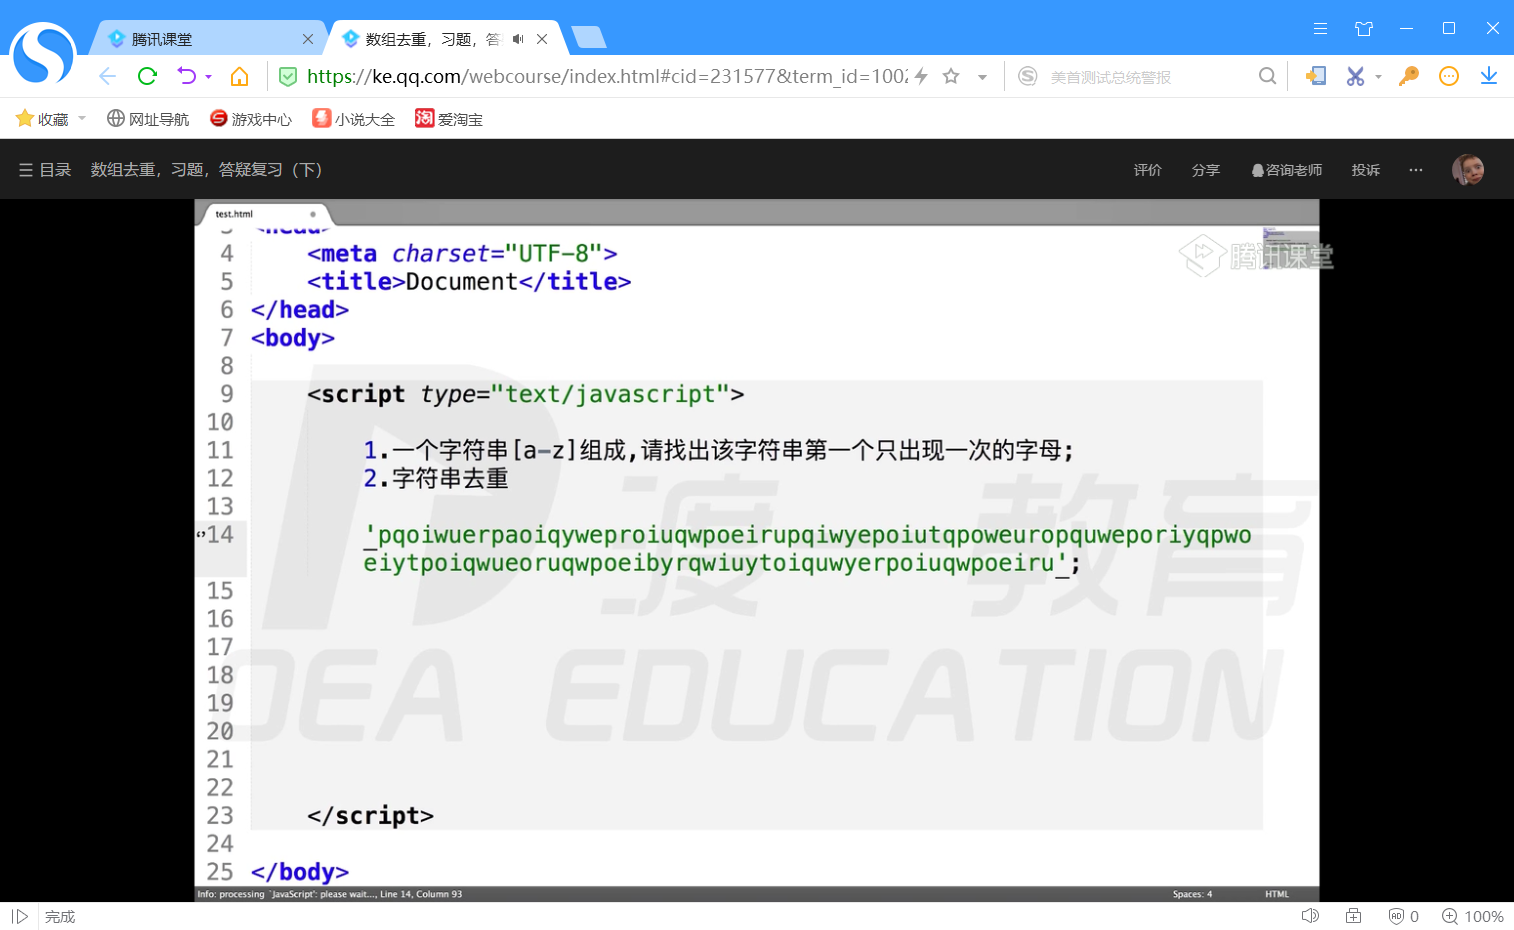 腾讯课堂
数组去重，习题，答
https://ke.qq.com/webcourse/index.html#cid=231577&term_id=1002
美首测试总统警报
收藏
网址导航
游戏中心
小说大全
淘 爱淘宝
目录 数组去重，习题，答疑复习（下）
评价 分享 咨询老师 投诉 ···
test.html
3 <head>
4 <meta charset="UTF-8">
腾讯课堂
5 <title>Document</title>
6 </head>
7 <body>
8
9 <script type="text/javascript">
10
11 1.一个字符串[a-z]组成,请找出该字符串第一个只出现一次的字母;
12 2.字符串去重
13
14 'pqoiwuerpaoiqyweproiuqwpoeirupqiwyepoiutqpoweuropquweporiyqpwo
eiytpoiqwueoruqwpoeibyrqwiuytoiquwyerpoiuqwpoeiru';
渡一教育
15
16
17
18
19
20
IDEA EDUCATION
21
22
23 </script>
24
25 </body>
Info: processing `JavaScript': please wait..., Line 14, Column 93 Spaces: 4 HTML
完成 AD 0 100%